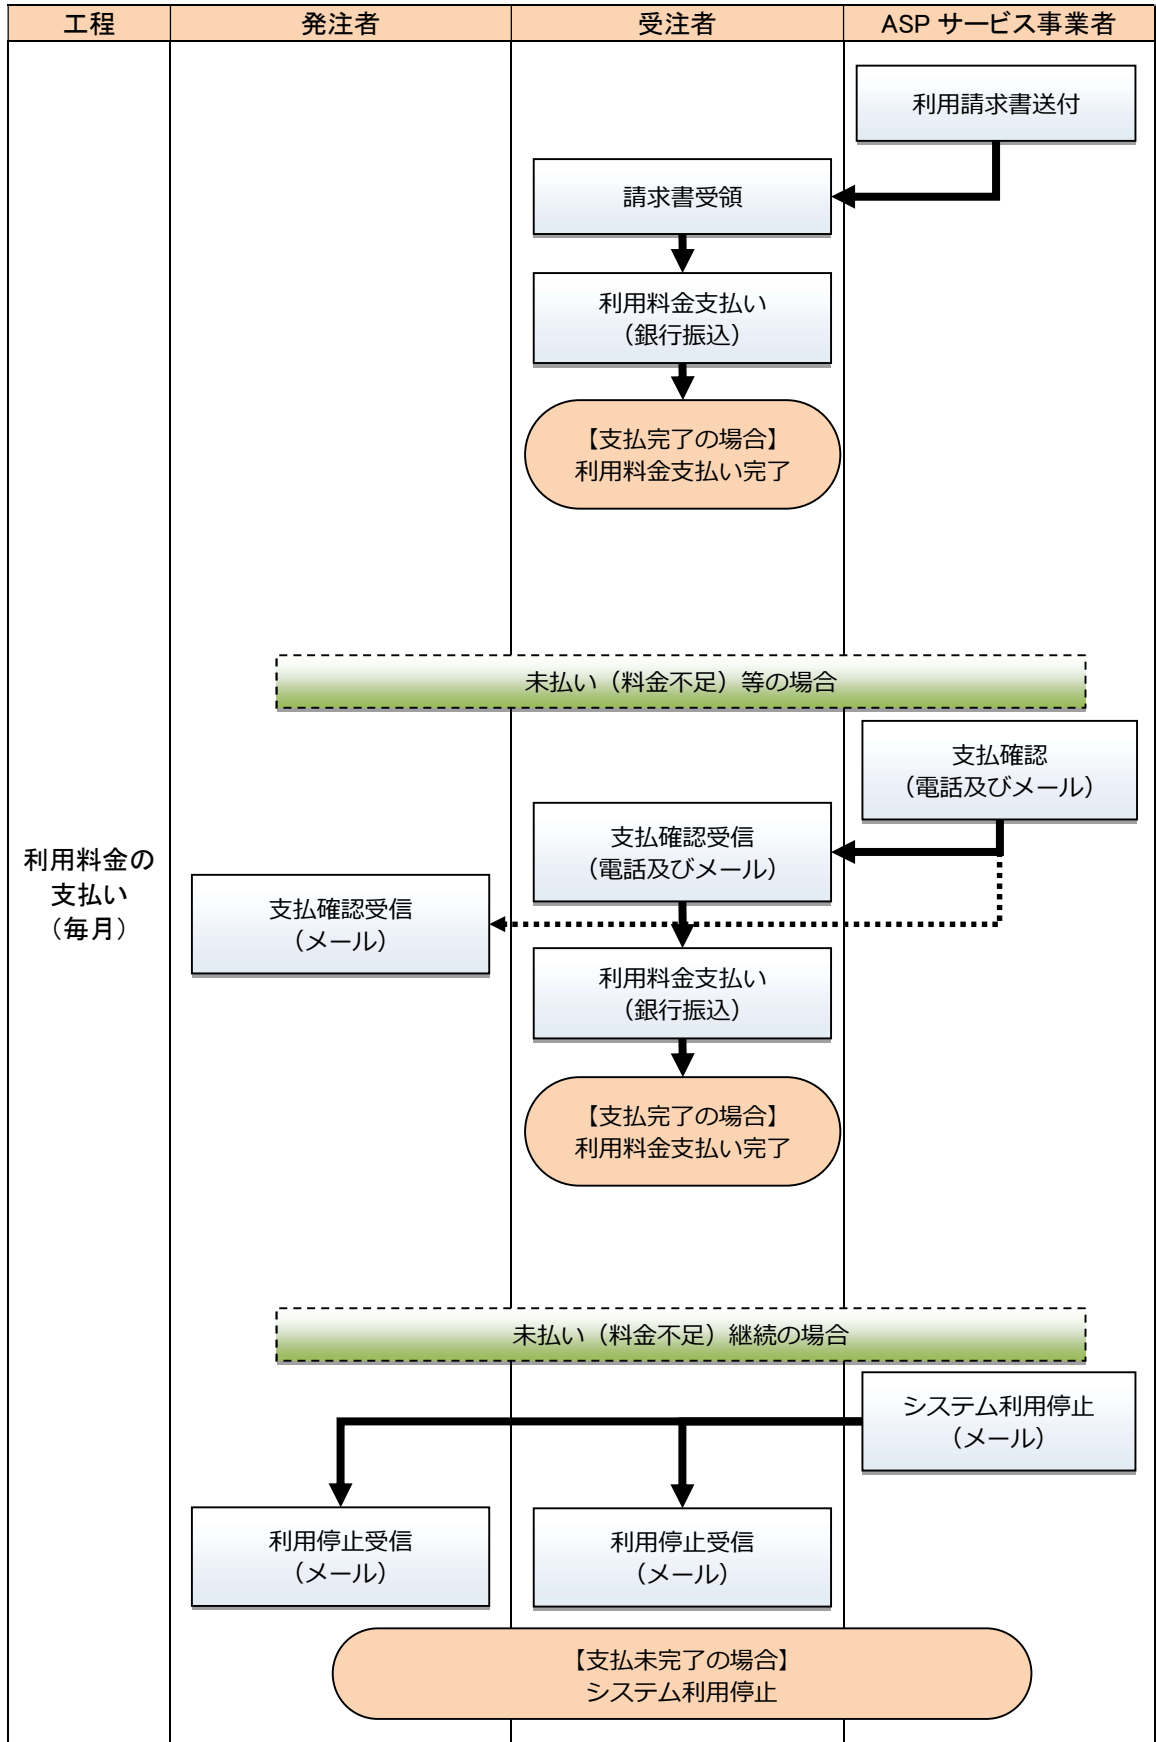 工程
発注者
受注者
ASP サービス事業者
利用請求書送付
請求書受領
利用料金支払い
（銀行振込）
【支払完了の場合】
利用料金支払い完了
未払い（料金不足）等の場合
支払確認
（電話及びメール）
支払確認受信
（電話及びメール）
利用料金の
支払い
（毎月）
支払確認受信
（メール）
利用料金支払い
（銀行振込）
【支払完了の場合】
利用料金支払い完了
未払い（料金不足）継続の場合
システム利用停止
（メール）
利用停止受信
（メール）
利用停止受信
（メール）
【支払未完了の場合】
システム利用停止